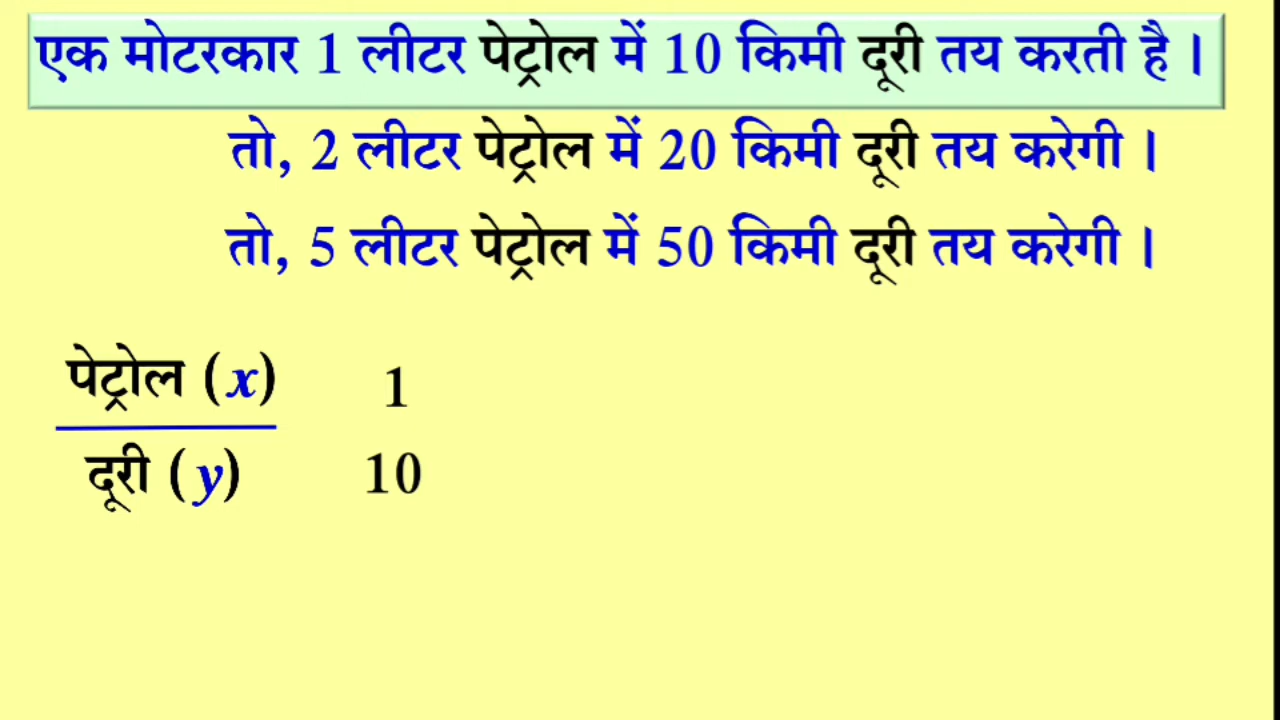 एक मोटरकार 1 लीटर पेट्रोल में 10 किमी दूरी तय करती है ।
तो, 2 लीटर पेट्रोल में 20 किमी दूरी तय करेगी ।
तो, 5 लीटर पेट्रोल में 50 किमी दूरी तय करेगी ।
पेट्रोल (x) 1
दूरी (y) 10